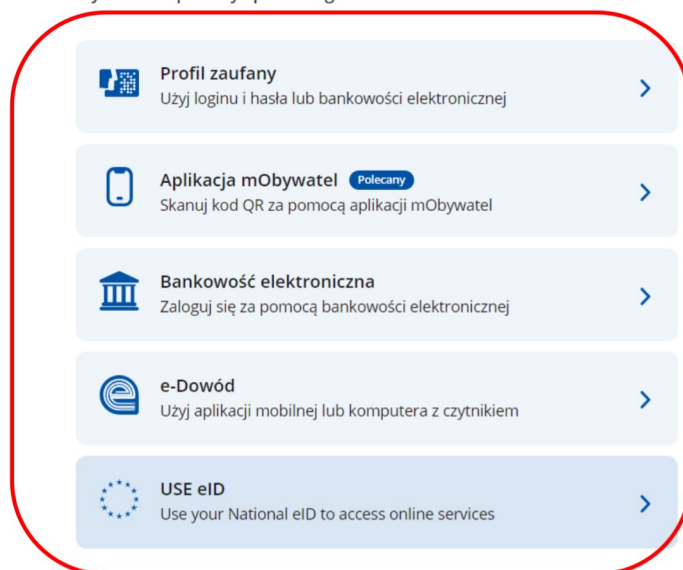 Profil zaufany
Użyj loginu i hasła lub bankowości elektronicznej
Aplikacja mObywatel Polecany
Skanuj kod QR za pomocą aplikacji mObywatel
Bankowość elektroniczna
Zaloguj się za pomocą bankowości elektronicznej
e-Dowód
Użyj aplikacji mobilnej lub komputera z czytnikiem
USE eID
Use your National eID to access online services